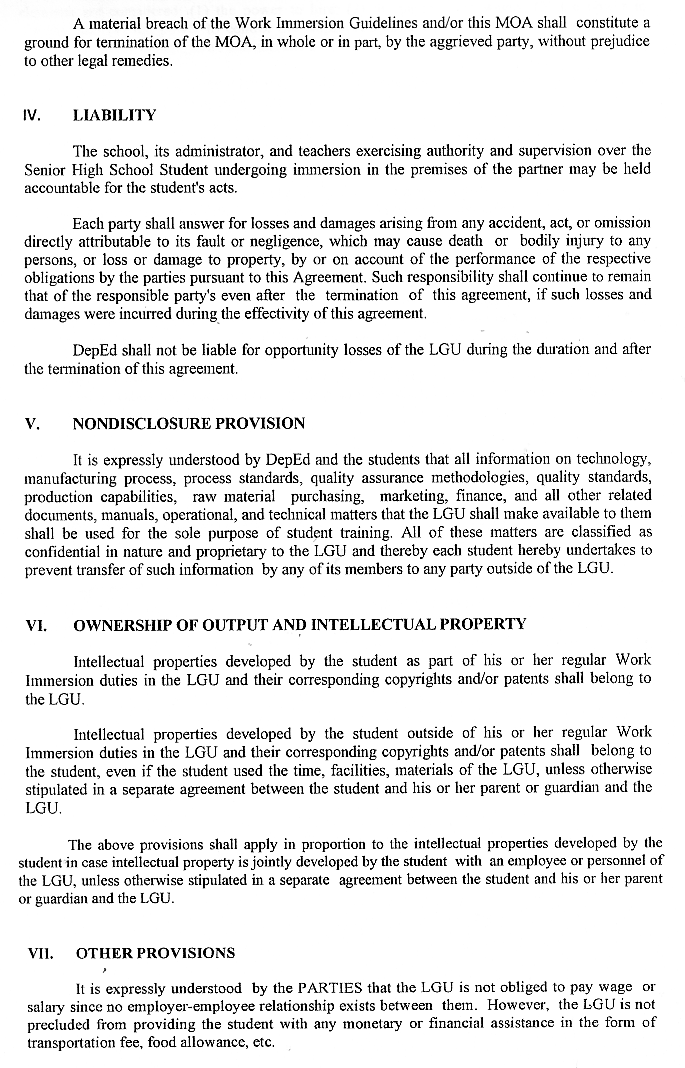 A material breach of the Work Immersion Guidelines and/or this MOA shall constitute a
ground for termination of the MOA, in whole or in part, by the aggrieved party, without prejudice
to other legal remedies.
IV. LIABILITY
The school, its administrator, and teachers exercising authority and supervision over the
Senior High School Student undergoing immersion in the premises of the partner may be held
accountable for the student's acts.
Each party shall answer for losses and damages arising from any accident, act, or omission
directly attributable to its fault or negligence, which may cause death or bodily injury to any
persons, or loss or damage to property, by or on account of the performance of the respective
obligations by the parties pursuant to this Agreement. Such responsibility shall continue to remain
that of the responsible party's even after the termination of this agreement, if such losses and
damages were incurred during the effectivity of this agreement.
DepEd shall not be liable for opportunity losses of the LGU during the duration and after
the termination of this agreement.
V. NONDISCLOSURE PROVISION
It is expressly understood by DepEd and the students that all information on technology,
manufacturing process, process standards, quality assurance methodologies, quality standards,
production capabilities, raw material purchasing, marketing, finance, and all other related
documents, manuals, operational, and technical matters that the LGU shall make available to them
shall be used for the sole purpose of student training. All of these matters are classified as
confidential in nature and proprietary to the LGU and thereby each student hereby undertakes to
prevent transfer of such information by any of its members to any party outside of the LGU.
VI. OWNERSHIP OF OUTPUT AND INTELLECTUAL PROPERTY
Intellectual properties developed by the student as part of his or her regular Work
Immersion duties in the LGU and their corresponding copyrights and/or patents shall belong to
the LGU.
Intellectual properties developed by the student outside of his or her regular Work
Immersion duties in the LGU and their corresponding copyrights and/or patents shall belong to
the student, even if the student used the time, facilities, materials of the LGU, unless otherwise
stipulated in a separate agreement between the student and his or her parent or guardian and the
LGU.
The above provisions shall apply in proportion to the intellectual properties developed by the
student in case intellectual property is jointly developed by the student with an employee or personnel of
the LGU, unless otherwise stipulated in a separate agreement between the student and his or her parent
or guardian and the LGU.
VII. OTHER PROVISIONS
It is expressly understood by the PARTIES that the LGU is not obliged to pay wage or
salary since no employer-employee relationship exists between them. However, the LGU is not
precluded from providing the student with any monetary or financial assistance in the form of
transportation fee, food allowance, etc.